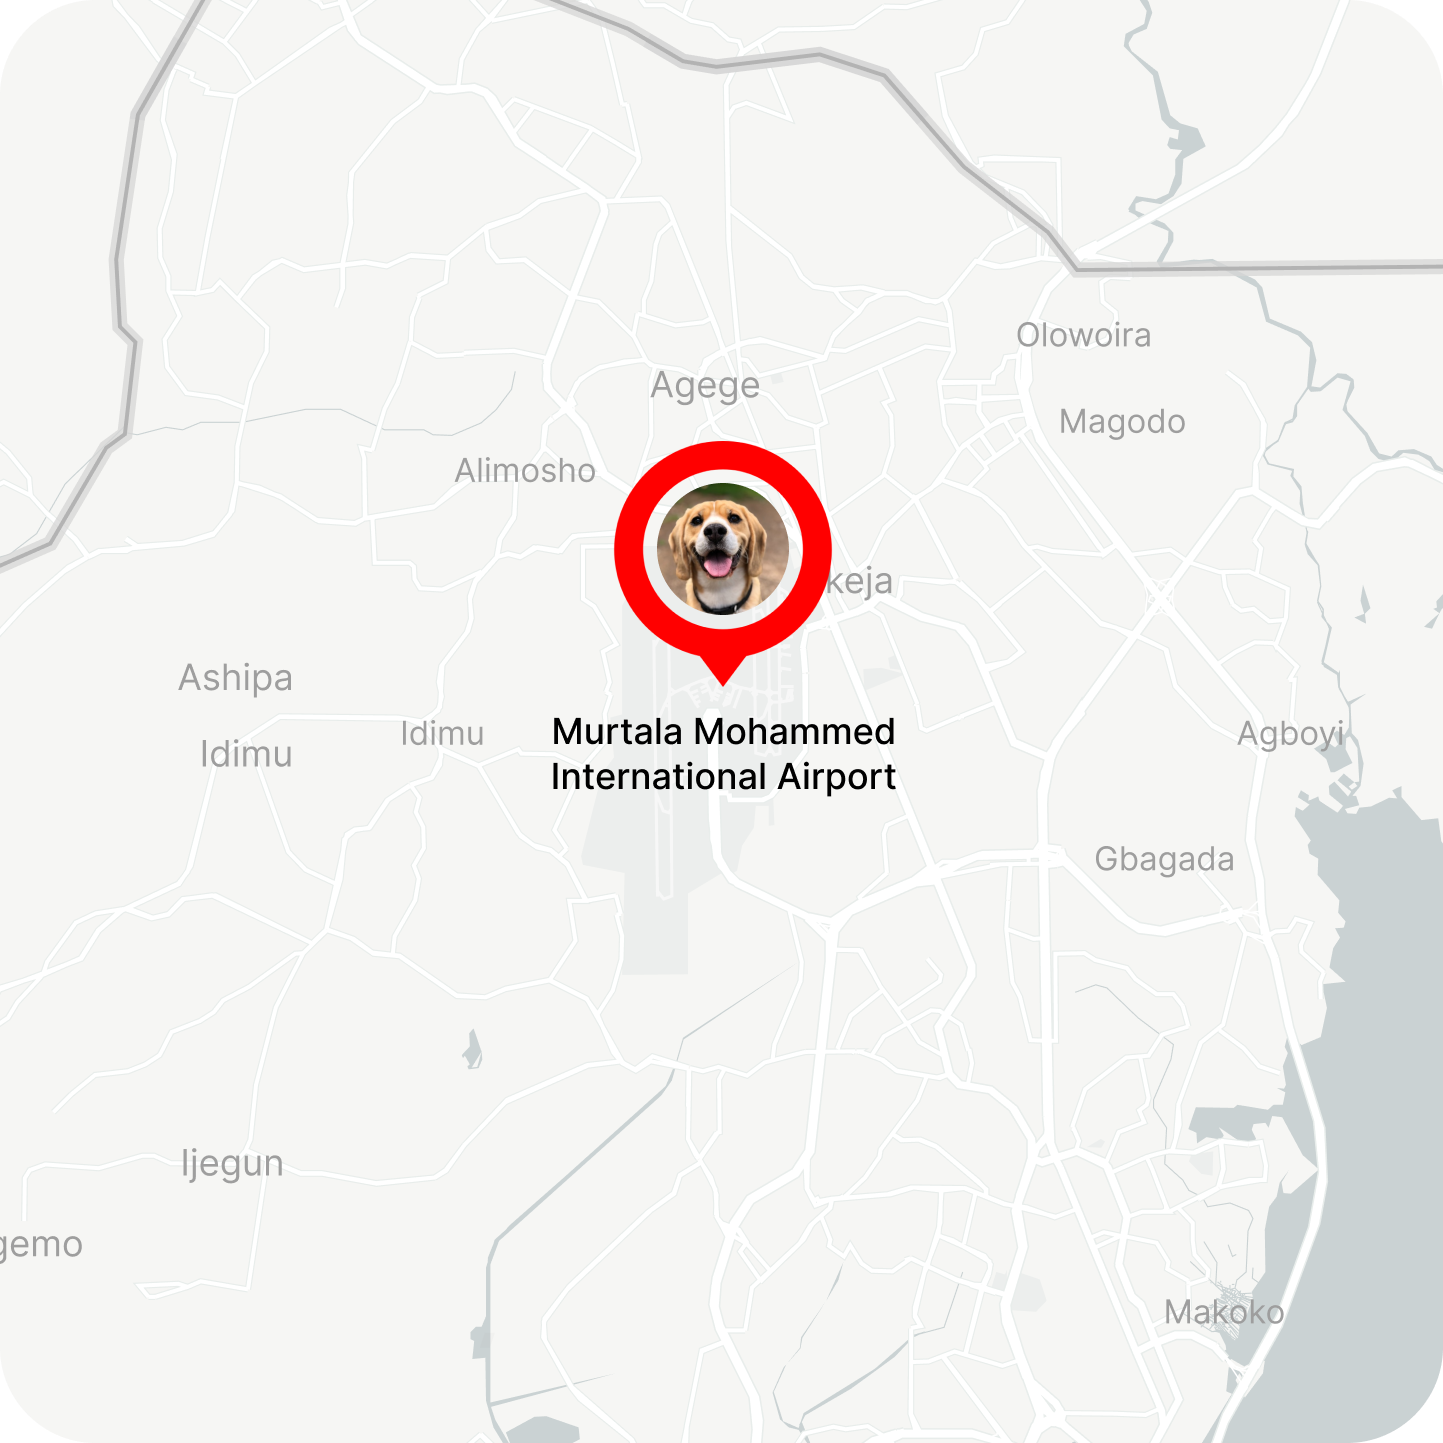 Olowoira
Agege
Magodo
Alimosho
keja
Ashipa
Idimu
Idimu
Agboyi
Murtala Mohammed
International Airport
Gbagada
Ijegun
gemo
Makoko